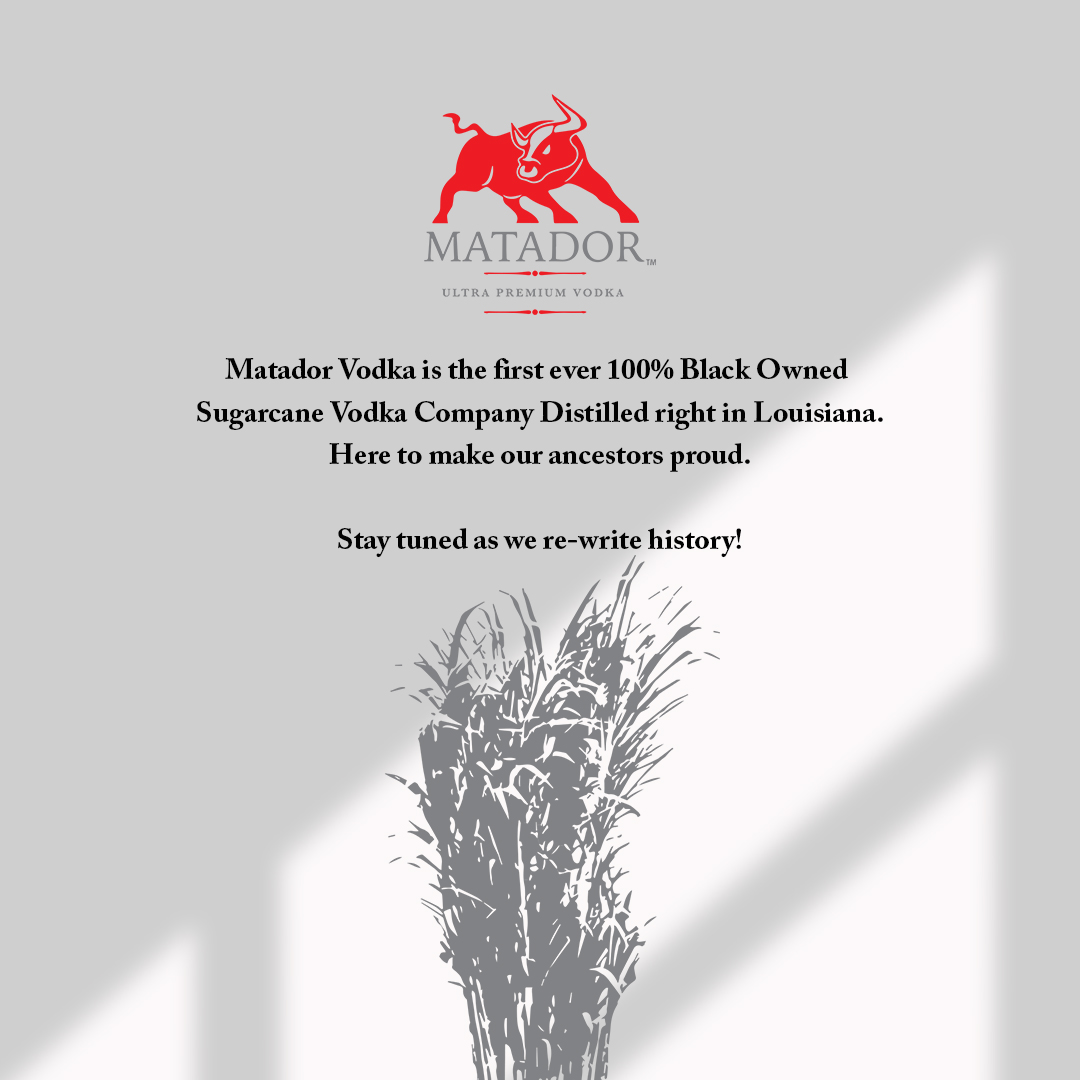 MATADOR™
ULTRA PREMIUM VODKA
Matador Vodka is the first ever 100% Black Owned
Sugarcane Vodka Company Distilled right in Louisiana.
Here to make our ancestors proud.
Stay tuned as we re-write history!